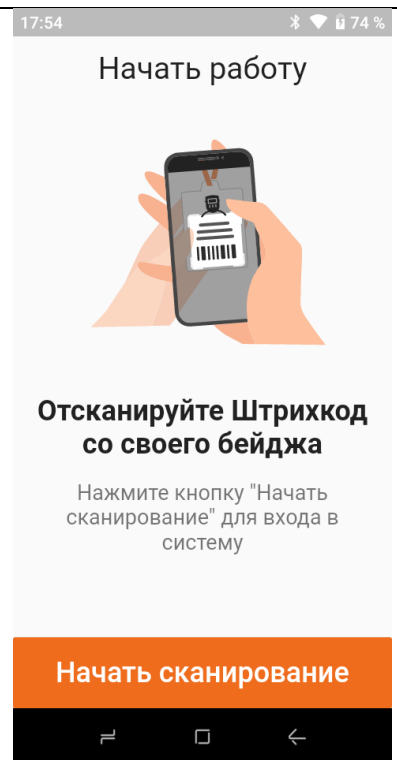 17:54 74 %
Начать работу
Отсканируйте Штрихкод
со своего бейджа
Нажмите кнопку "Начать
сканирование" для входа в
систему
Начать сканирование